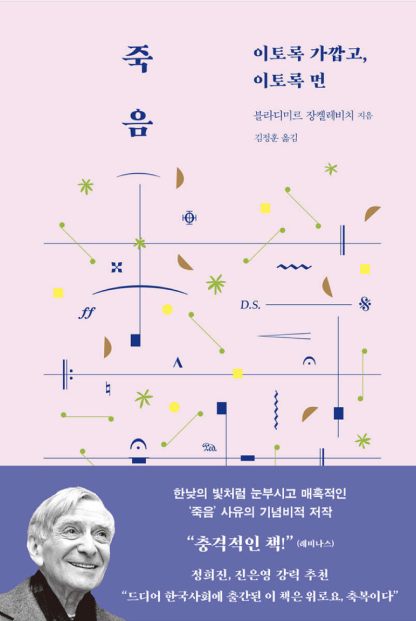 죽음
이토록 가깝고,
이토록 먼
블라디미르 장켈레비치 지음
김정훈 옮김
D.S.
ff
한낮의 빛처럼 눈부시고 매혹적인
‘죽음’ 사유의 기념비적 저작
“충격적인 책!” (레비나스)
정희진, 진은영 강력 추천
“드디어 한국사회에 출간된 이 책은 위로요, 축복이다”